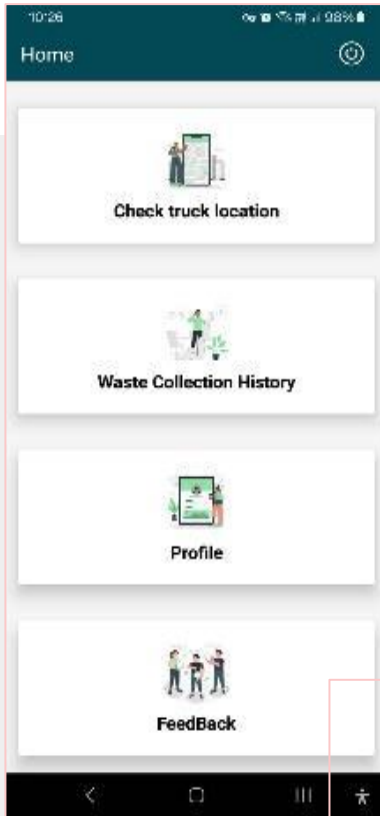 10:26
98%
Home
Check truck location
Waste Collection History
Profile
FeedBack